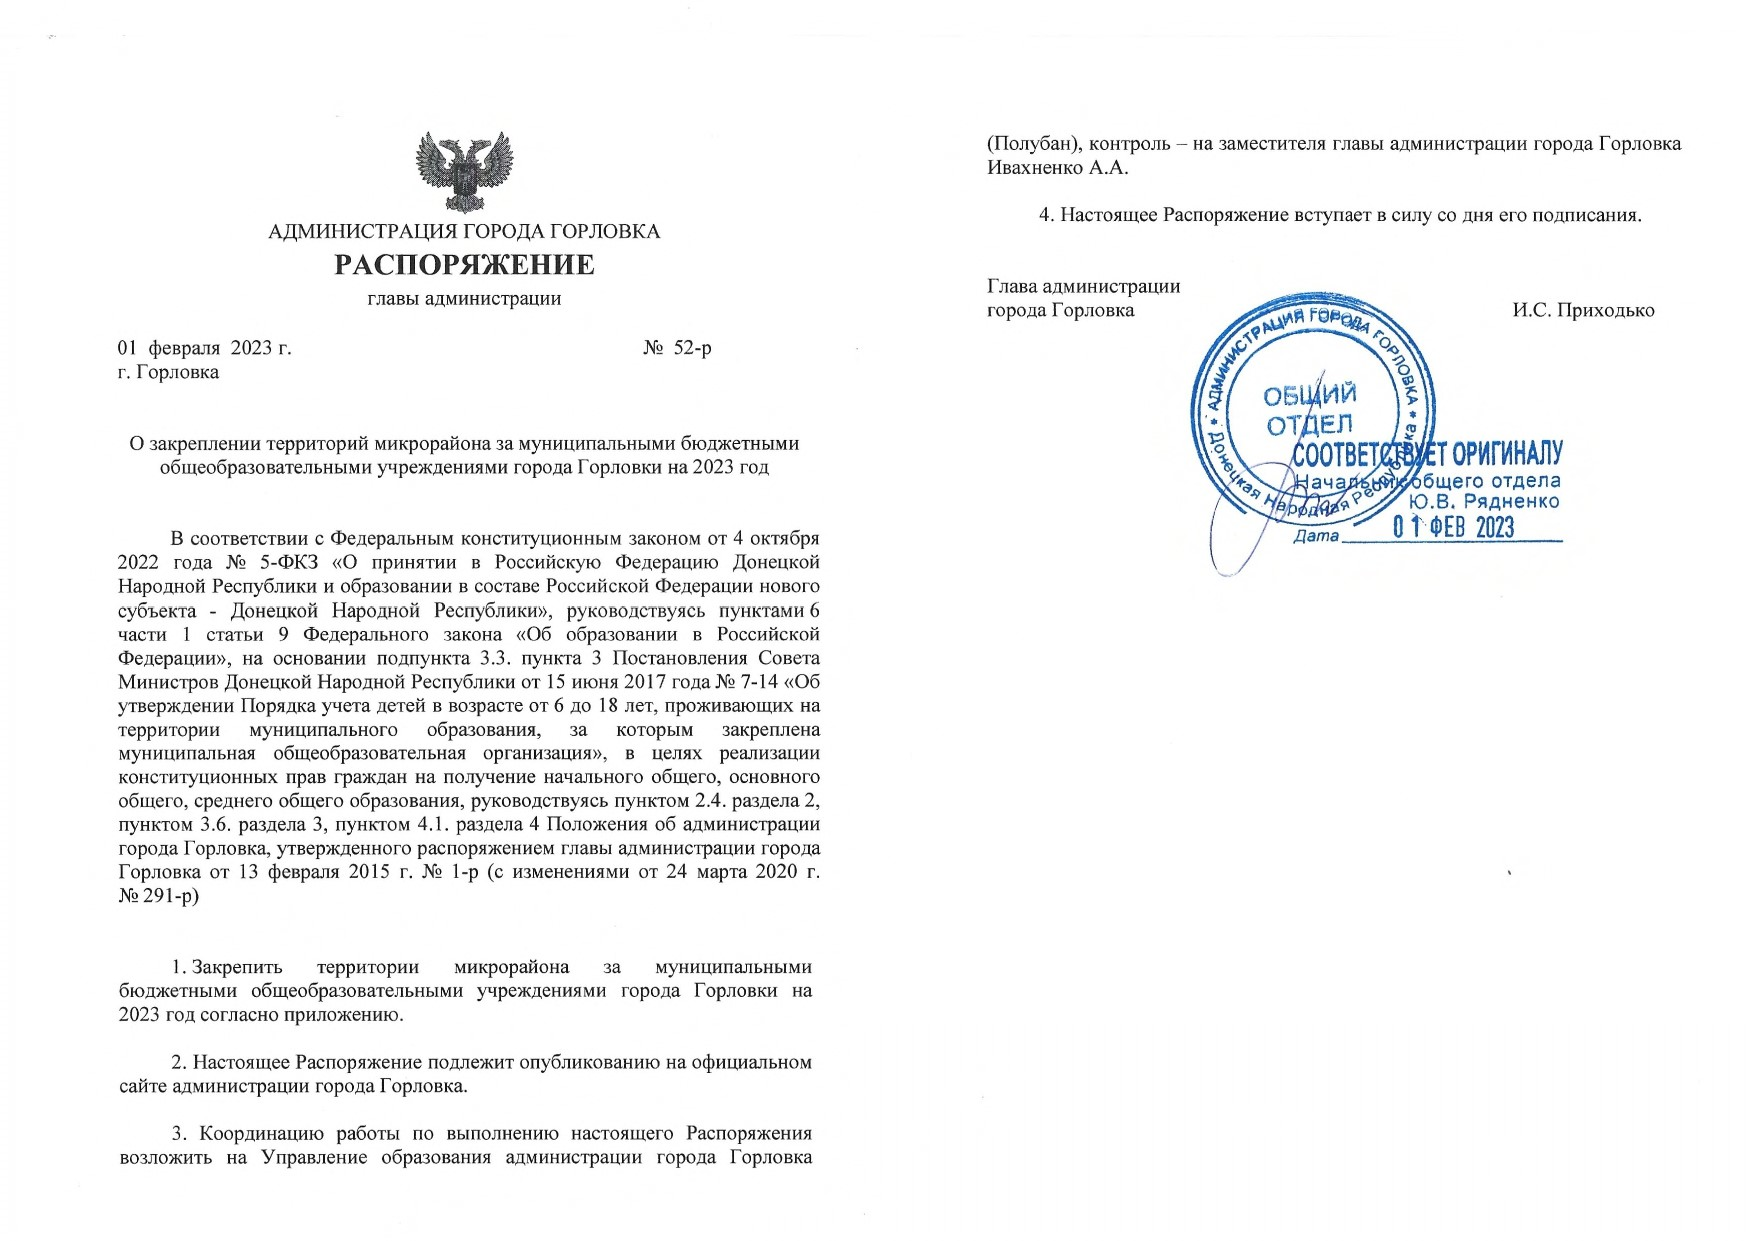 АДМИНИСТРАЦИЯ ГОРОДА ГОРЛОВКА
РАСПОРЯЖЕНИЕ
главы администрации
01 февраля 2023 г. № 52-р
г. Горловка
О закреплении территорий микрорайона за муниципальными бюджетными
общеобразовательными учреждениями города Горловки на 2023 год
В соответствии с Федеральным конституционным законом от 4 октября
2022 года № 5-ФКЗ «О принятии в Российскую Федерацию Донецкой
Народной Республики и образовании в составе Российской Федерации нового
субъекта - Донецкой Народной Республики», руководствуясь пунктами 6
части 1 статьи 9 Федерального закона «Об образовании в Российской
Федерации», на основании подпункта 3.3. пункта 3 Постановления Совета
Министров Донецкой Народной Республики от 15 июня 2017 года № 7-14 «Об
утверждении Порядка учета детей в возрасте от 6 до 18 лет, проживающих на
территории муниципального образования, за которым закреплена
муниципальная общеобразовательная организация», в целях реализации
конституционных прав граждан на получение начального общего, основного
общего, среднего общего образования, руководствуясь пунктом 2.4. раздела 2,
пунктом 3.6. раздела 3, пунктом 4.1. раздела 4 Положения об администрации
города Горловка, утвержденного распоряжением главы администрации города
Горловка от 13 февраля 2015 г. № 1-р (с изменениями от 24 марта 2020 г.
№ 291-р)
1. Закрепить территории микрорайона за муниципальными
бюджетными общеобразовательными учреждениями города Горловки на
2023 год согласно приложению.
2. Настоящее Распоряжение подлежит опубликованию на официальном
сайте администрации города Горловка.
3. Координацию работы по выполнению настоящего Распоряжения
возложить на Управление образования администрации города Горловка
(Полубан), контроль – на заместителя главы администрации города Горловка
Ивахненко А.А.
4. Настоящее Распоряжение вступает в силу со дня его подписания.
Глава администрации
города Горловка И.С. Приходько
АДМИНИСТРАЦИЯ ГОРОДА ГОРЛОВКА
Донецкая Народная Республика
ОБЩИЙ
ОТДЕЛ
СООТВЕТСТВУЕТ ОРИГИНАЛУ
Начальник общего отдела
Ю.В. Рядненко
Дата 01 ФЕВ 2023